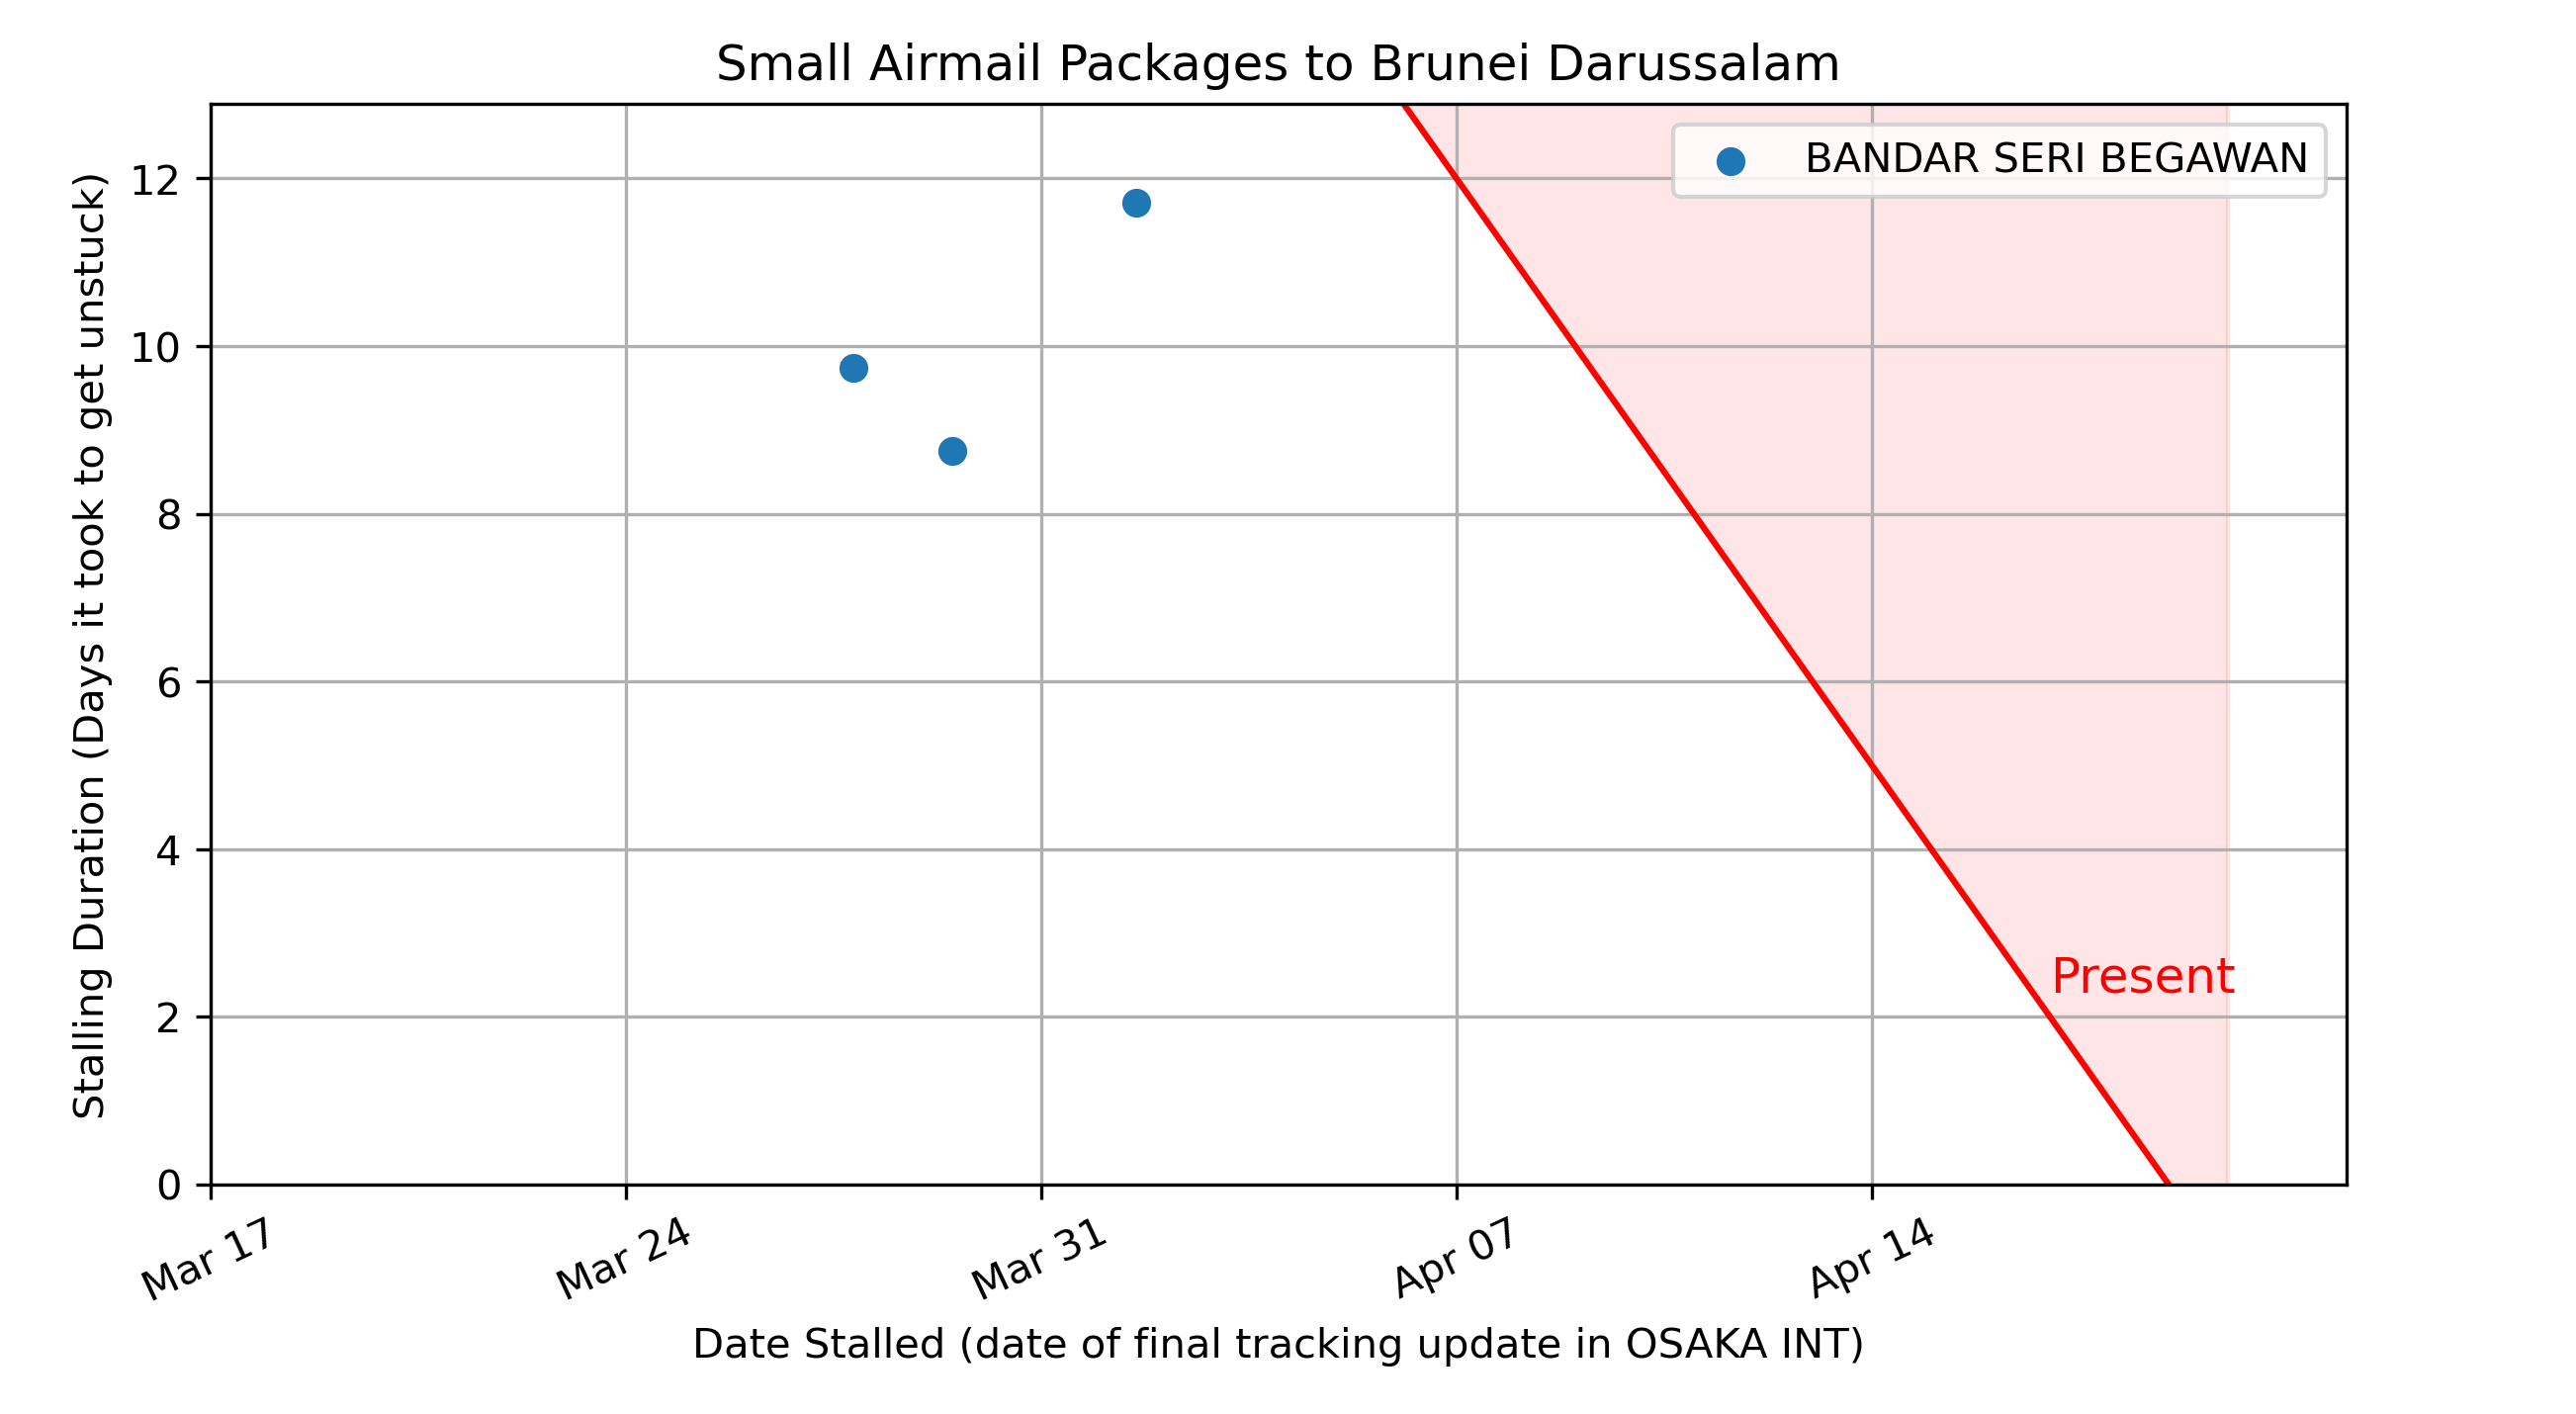 Small Airmail Packages to Brunei Darussalam
BANDAR SERI BEGAWAN
Stalling Duration (Days it took to get unstuck)
12
10
8
6
4
2
0
Present
Mar 17
Mar 24
Mar 31
Apr 07
Apr 14
Date Stalled (date of final tracking update in OSAKA INT)